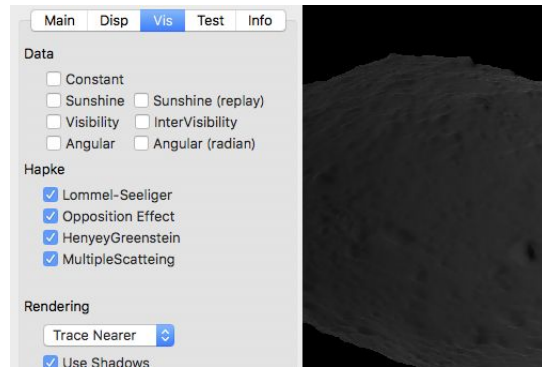 Main Disp Vis Test Info
Data
Constant
Sunshine Sunshine (replay)
Visibility InterVisibility
Angular Angular (radian)
Hapke
Lommel-Seeliger
Opposition Effect
HenyeyGreenstein
MultipleScatteing
Rendering
Trace Nearer
Use Shadows